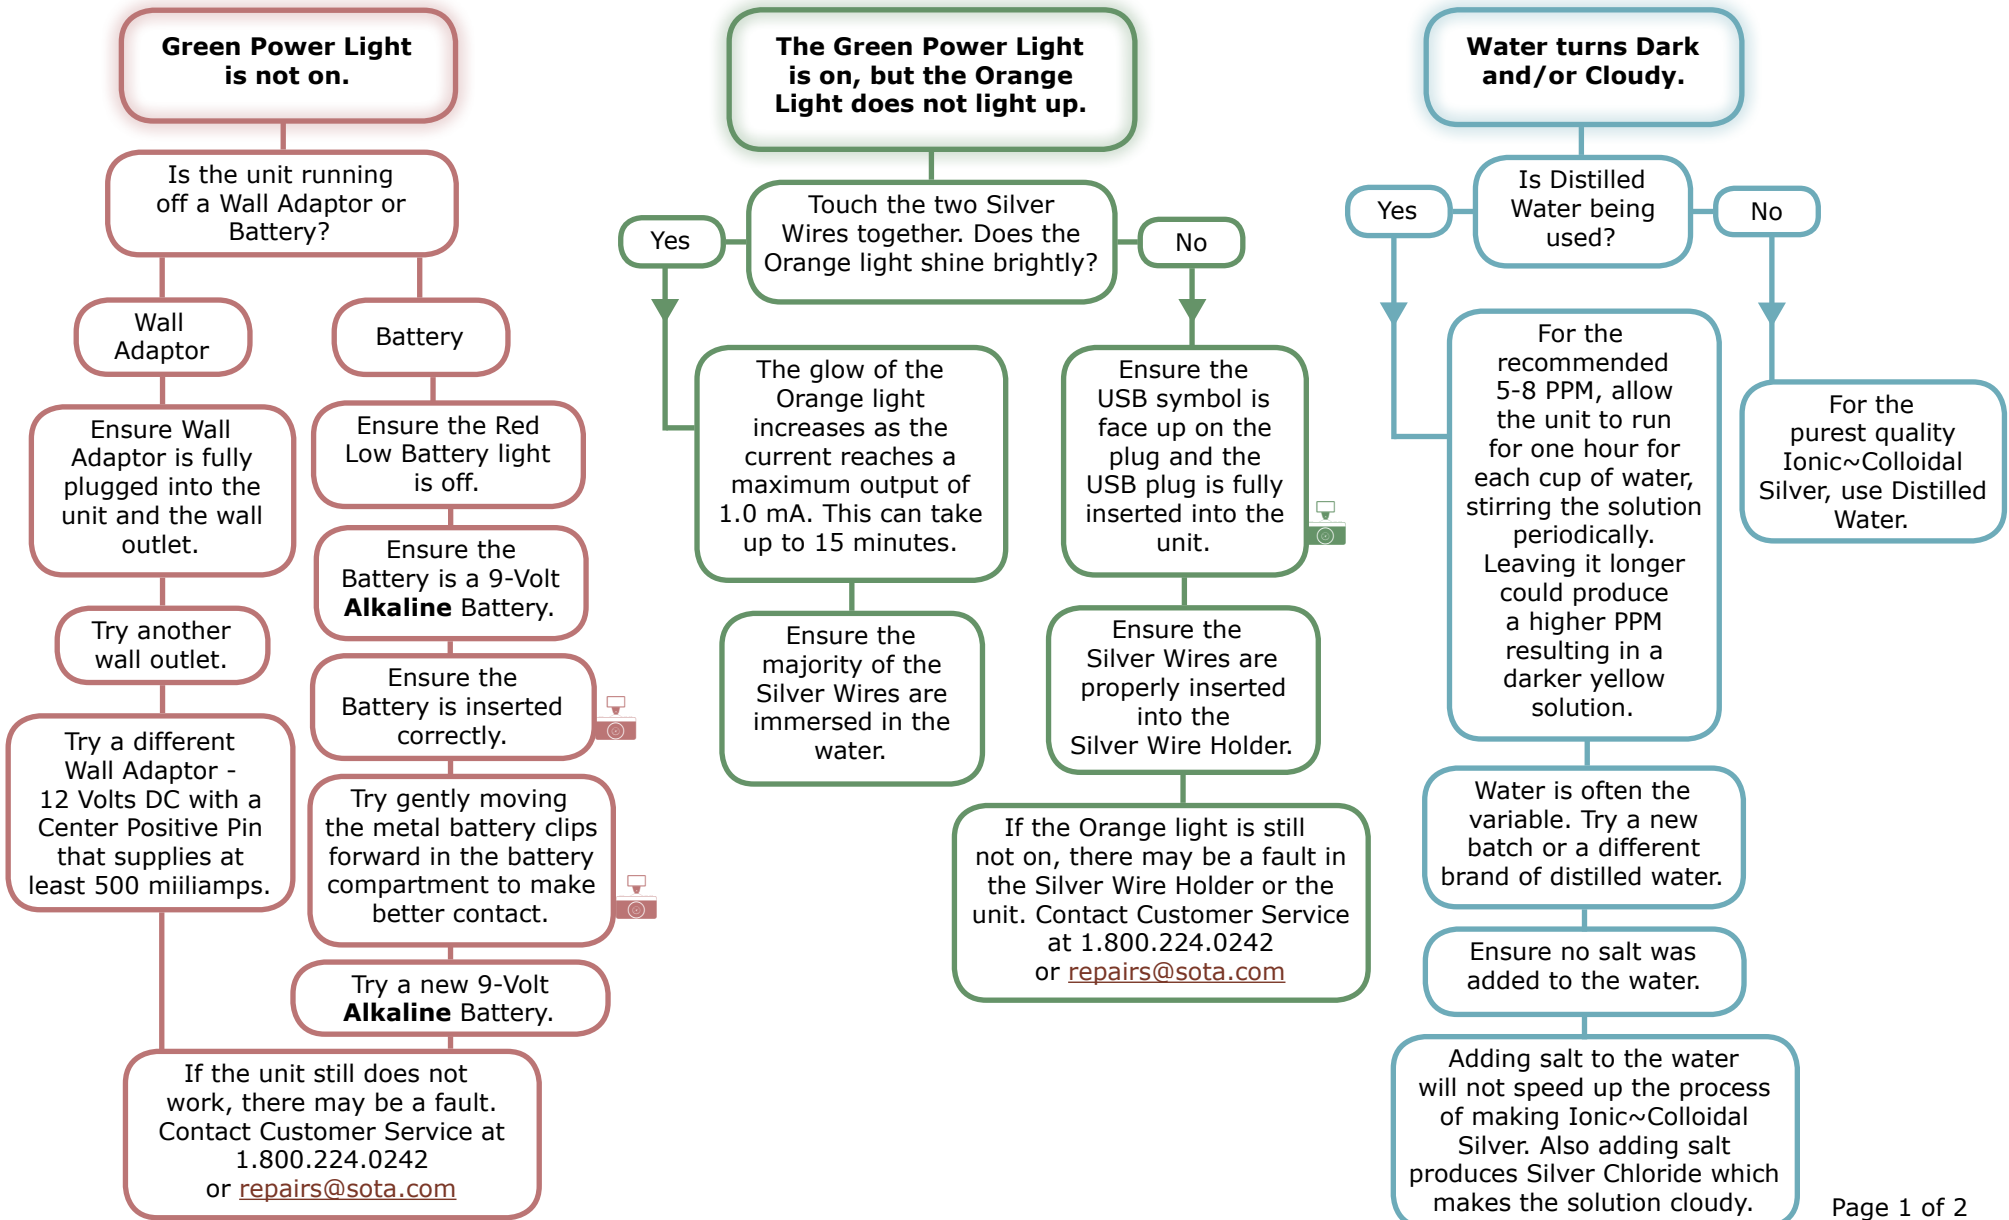 Green Power Light
is not on.
Is the unit running
off a Wall Adaptor or
Battery?
Wall
Adaptor
Ensure Wall
Adaptor is fully
plugged into the
unit and the wall
outlet.
Try another
wall outlet.
Try a different
Wall Adaptor -
12 Volts DC with a
Center Positive Pin
that supplies at
least 500 miiliamps.
Battery
Ensure the Red
Low Battery light
is off.
Ensure the
Battery is a 9-Volt
Alkaline Battery.
Ensure the
Battery is inserted
correctly.
Try gently moving
the metal battery clips
forward in the battery
compartment to make
better contact.
Try a new 9-Volt
Alkaline Battery.
If the unit still does not
work, there may be a fault.
Contact Customer Service at
1.800.224.0242
or repairs@sota.com
The Green Power Light
is on, but the Orange
Light does not light up.
Touch the two Silver
Wires together. Does the
Orange light shine brightly?
Yes
The glow of the
Orange light
increases as the
current reaches a
maximum output of
1.0 mA. This can take
up to 15 minutes.
Ensure the
majority of the
Silver Wires are
immersed in the
water.
No
Ensure the
USB symbol is
face up on the
plug and the
USB plug is fully
inserted into the
unit.
Ensure the
Silver Wires are
properly inserted
into the
Silver Wire Holder.
If the Orange light is still
not on, there may be a fault in
the Silver Wire Holder or the
unit. Contact Customer Service
at 1.800.224.0242
or repairs@sota.com
Water turns Dark
and/or Cloudy.
Is Distilled
Water being
used?
Yes
For the
recommended
5-8 PPM, allow
the unit to run
for one hour for
each cup of water,
stirring the solution
periodically.
Leaving it longer
could produce
a higher PPM
resulting in a
darker yellow
solution.
Water is often the
variable. Try a new
batch or a different
brand of distilled water.
Ensure no salt was
added to the water.
Adding salt to the water
will not speed up the process
of making Ionic~Colloidal
Silver. Also adding salt
produces Silver Chloride which
makes the solution cloudy.
No
For the
purest quality
Ionic~Colloidal
Silver, use Distilled
Water.
Page 1 of 2